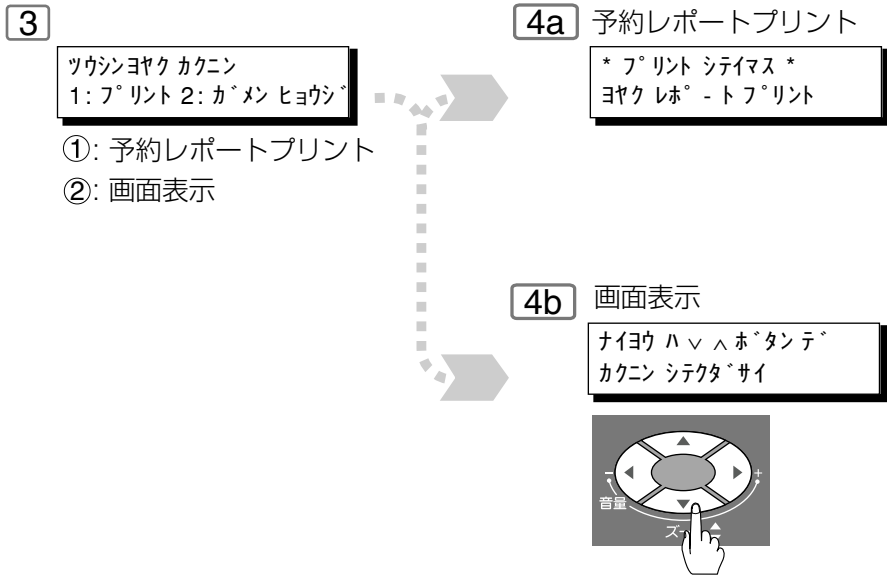 3
ﾂｳｼﾝﾖﾔｸ ｶｸﾆﾝ
1: ﾌﾟﾘﾝﾄ 2: ｶﾞﾒﾝ ﾋｮｳｼﾞ
①: 予約レポートプリント
②: 画面表示
4a 予約レポートプリント
* ﾌﾟﾘﾝﾄ ｼﾃｲﾏｽ *
ﾖﾔｸ ﾚﾎﾟ - ﾄ ﾌﾟﾘﾝﾄ
4b 画面表示
ﾅｲﾖｳ ﾊ ∨ ∧ ﾎﾞﾀﾝ ﾃﾞ
ｶｸﾆﾝ ｼﾃｸﾀﾞｻｲ
- +
音量